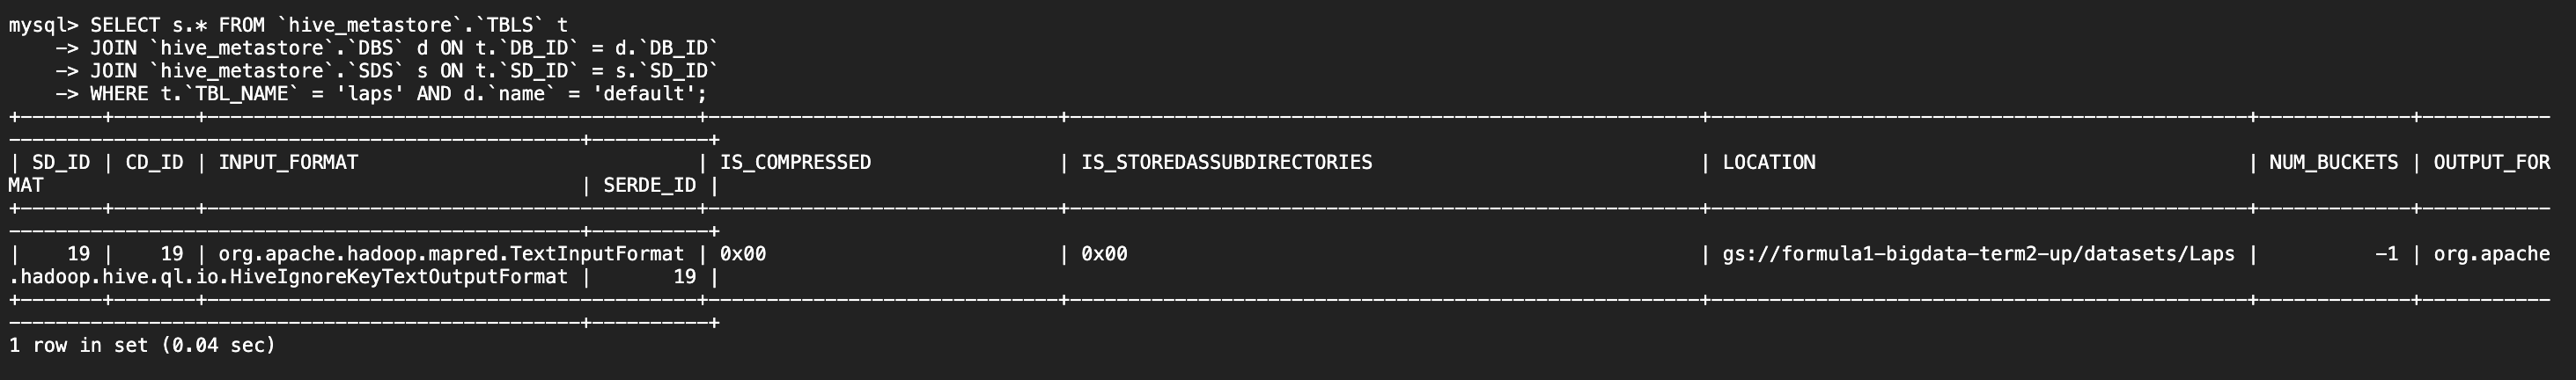 mysql> SELECT s.* FROM `hive_metastore`.`TBLS` t
    -> JOIN `hive_metastore`.`DBS` d ON t.`DB_ID` = d.`DB_ID`
    -> JOIN `hive_metastore`.`SDS` s ON t.`SD_ID` = s.`SD_ID`
    -> WHERE t.`TBL_NAME` = 'laps' AND d.`name` = 'default';
+-------+-------+------------------------------------------+------------------------------+------------------------------------------------------+----------------------------------------------+-------------+-----------
-------------------------------------------------+----------+
| SD_ID | CD_ID | INPUT_FORMAT                             | IS_COMPRESSED                | IS_STOREDASSUBDIRECTORIES                            | LOCATION                                     | NUM_BUCKETS | OUTPUT_FOR
MAT                                              | SERDE_ID |
+-------+-------+------------------------------------------+------------------------------+------------------------------------------------------+----------------------------------------------+-------------+-----------
-------------------------------------------------+----------+
|    19 |    19 | org.apache.hadoop.mapred.TextInputFormat | 0x00                         | 0x00                                                 | gs://formula1-bigdata-term2-up/datasets/Laps |          -1 | org.apache
.hadoop.hive.ql.io.HiveIgnoreKeyTextOutputFormat |       19 |
+-------+-------+------------------------------------------+------------------------------+------------------------------------------------------+----------------------------------------------+-------------+-----------
-------------------------------------------------+----------+
1 row in set (0.04 sec)